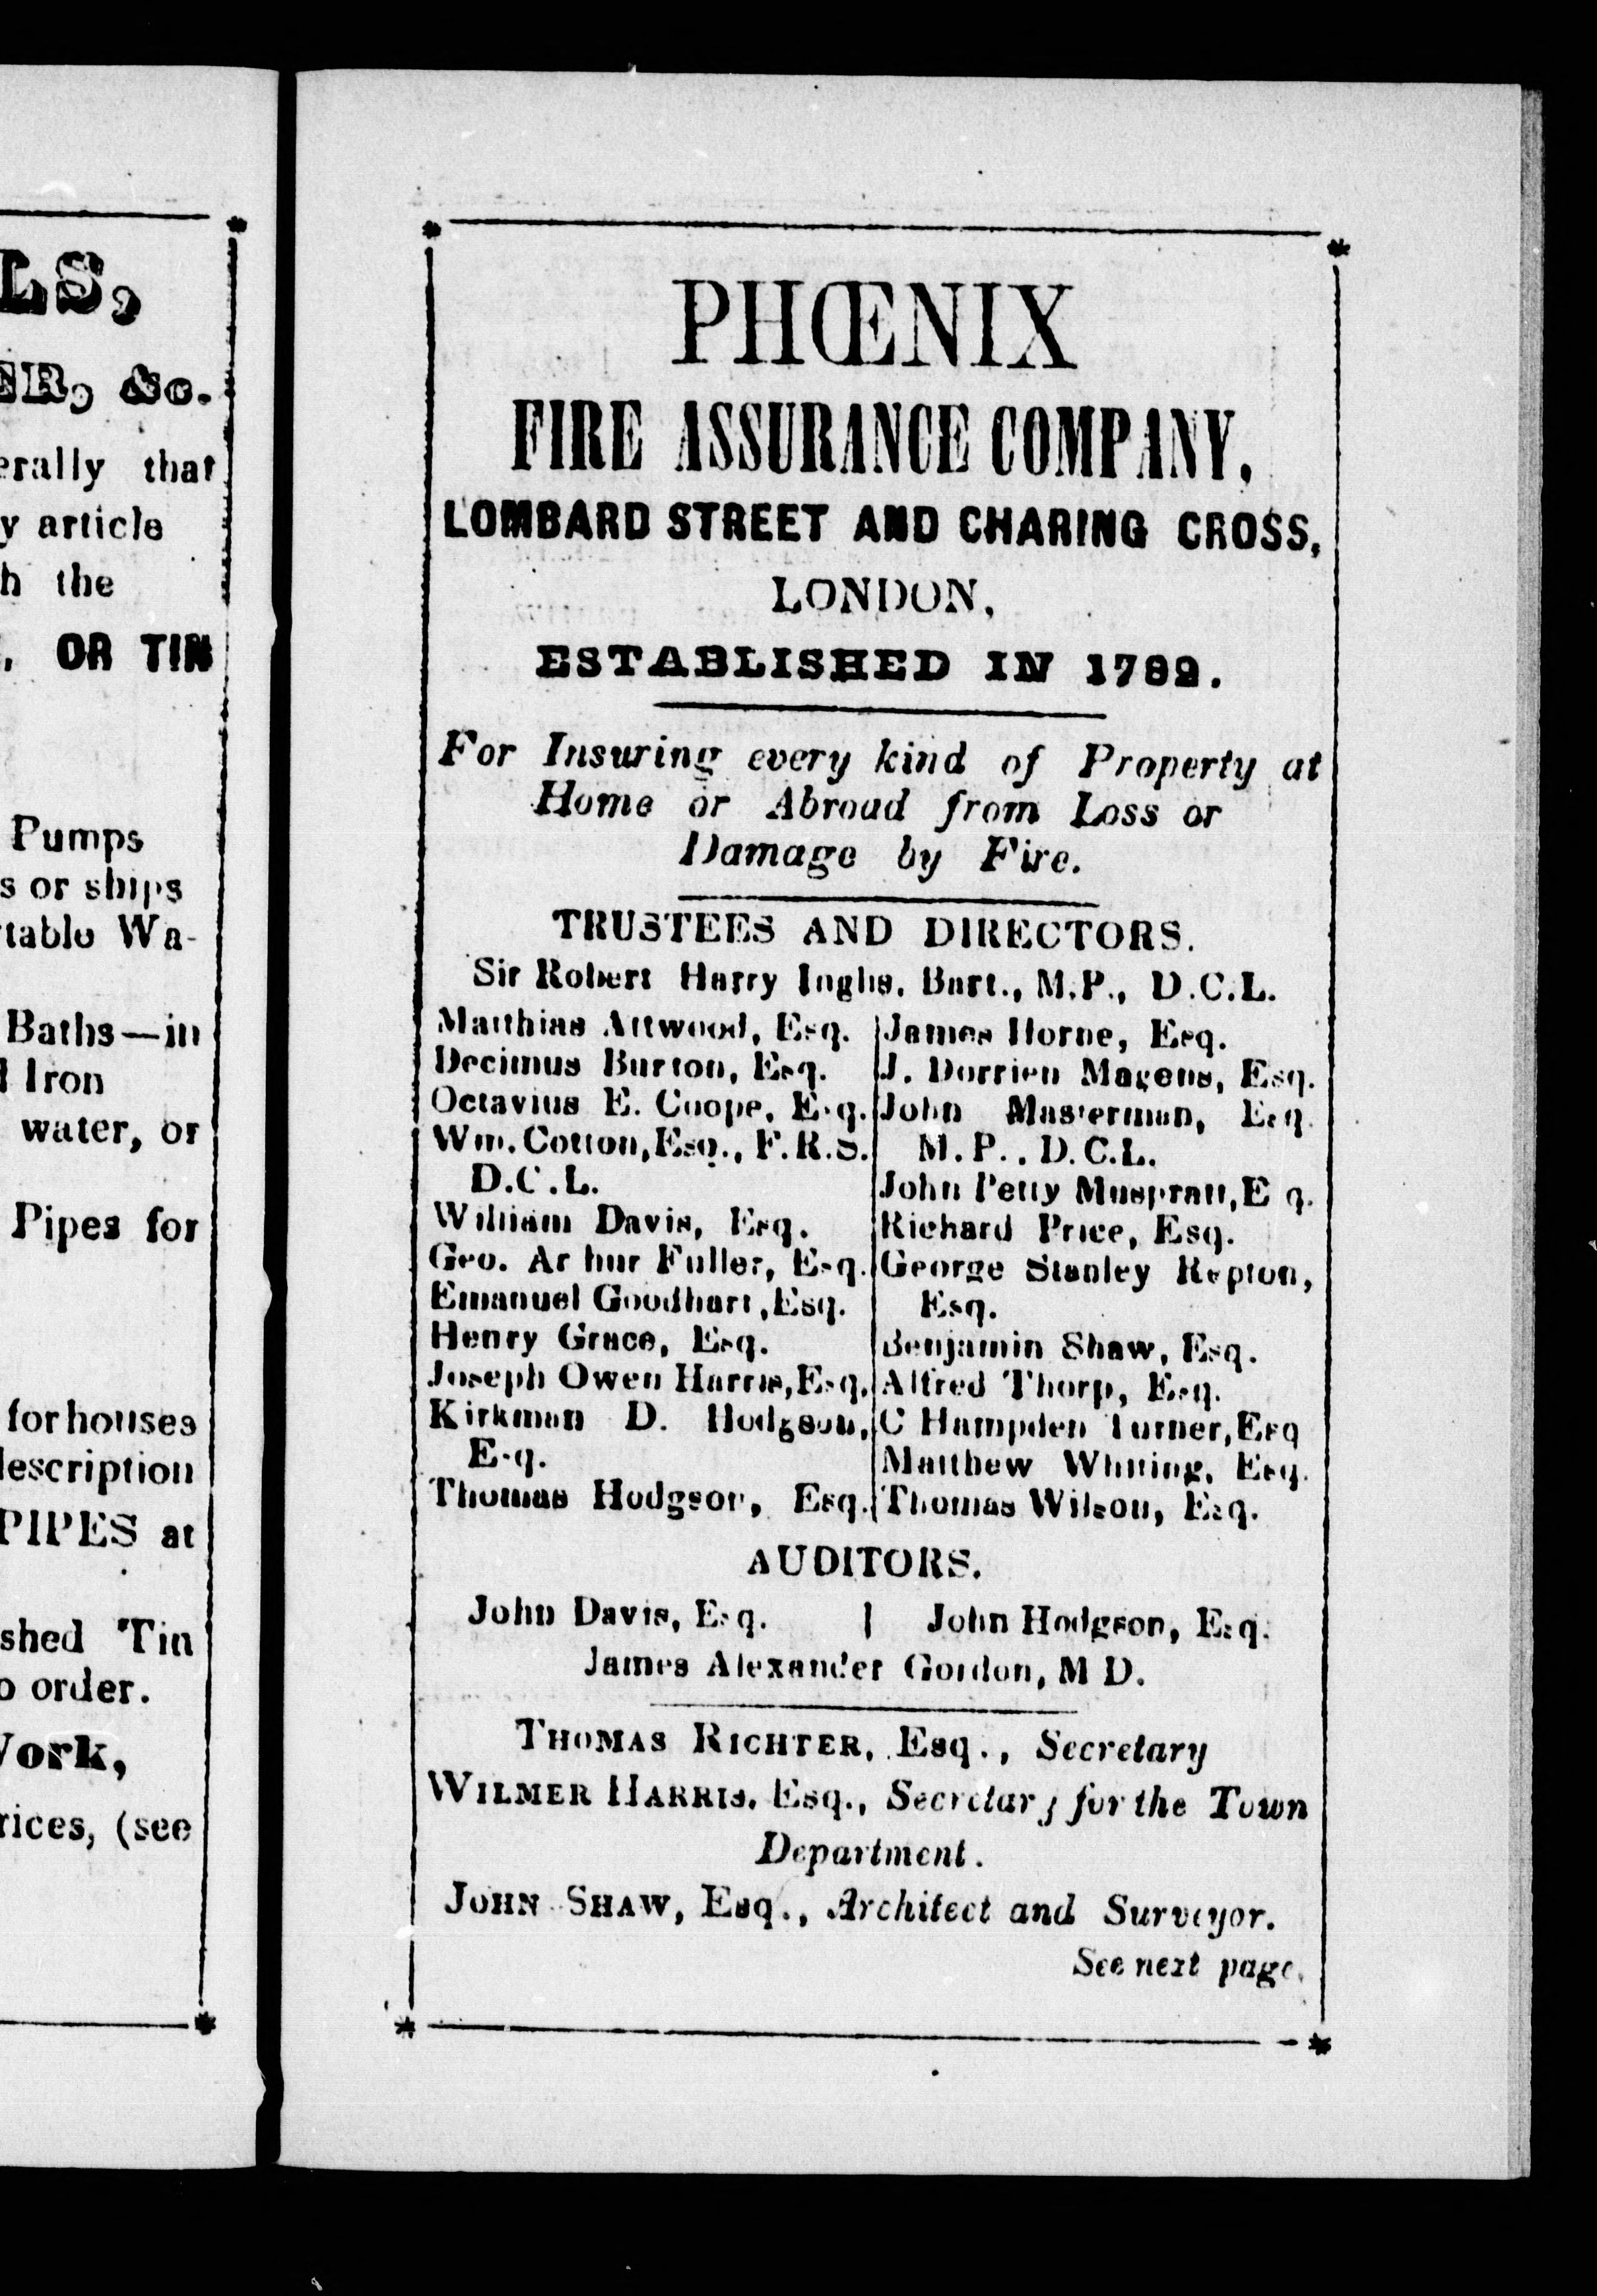 LS,
ER, &c.
erally that
y article
h the
, OR TIN
Pumps
s or ships
table Wa-
Baths—in
Iron
water, or
Pipes for
for houses
description
PIPES at
shed Tin
o order.
Work,
rices, (see
PHŒNIX
FIRE ASSURANCE COMPANY,
LOMBARD STREET AND CHARING CROSS,
LONDON,
ESTABLISHED IN 1782.
For Insuring every kind of Property at
Home or Abroad from Loss or
Damage by Fire.
TRUSTEES AND DIRECTORS.
Sir Robert Harry Inglis, Bart., M.P., D.C.L.
Matthias Attwood, Esq.
Decimus Burton, Esq.
Octavius E. Coope, Esq.
Wm. Cotton, Esq., F.R.S.
D.C.L.
William Davis, Esq.
Geo. Ar hur Fuller, Esq.
Emanuel Goodhart, Esq.
Henry Grace, Esq.
Joseph Owen Harris, Esq.
Kirkman D. Hodgson,
Esq.
Thomas Hodgson, Esq.
James Horne, Esq.
J. Dorrien Magens, Esq.
John Masterman, Esq.
M.P., D.C.L.
John Petty Muspratt, E q.
Richard Price, Esq.
George Stanley Repton,
Esq.
Benjamin Shaw, Esq.
Alfred Thorp, Esq.
C Hampden Turner, Esq
Matthew Whiting, Esq.
Thomas Wilson, Esq.
AUDITORS.
John Davis, Esq. | John Hodgson, Esq.
James Alexander Gordon, M D.
THOMAS RICHTER, Esq., Secretary
WILMER HARRIS, Esq., Secretary for the Town
Department.
JOHN SHAW, Esq., Architect and Surveyor.
See next page.